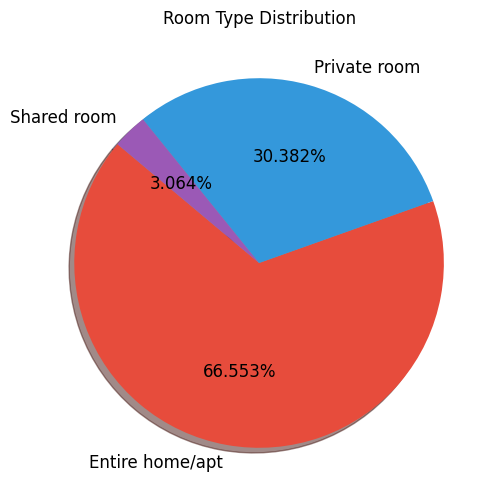 Room Type Distribution
Private room
Shared room
30.382%
3.064%
66.553%
Entire home/apt